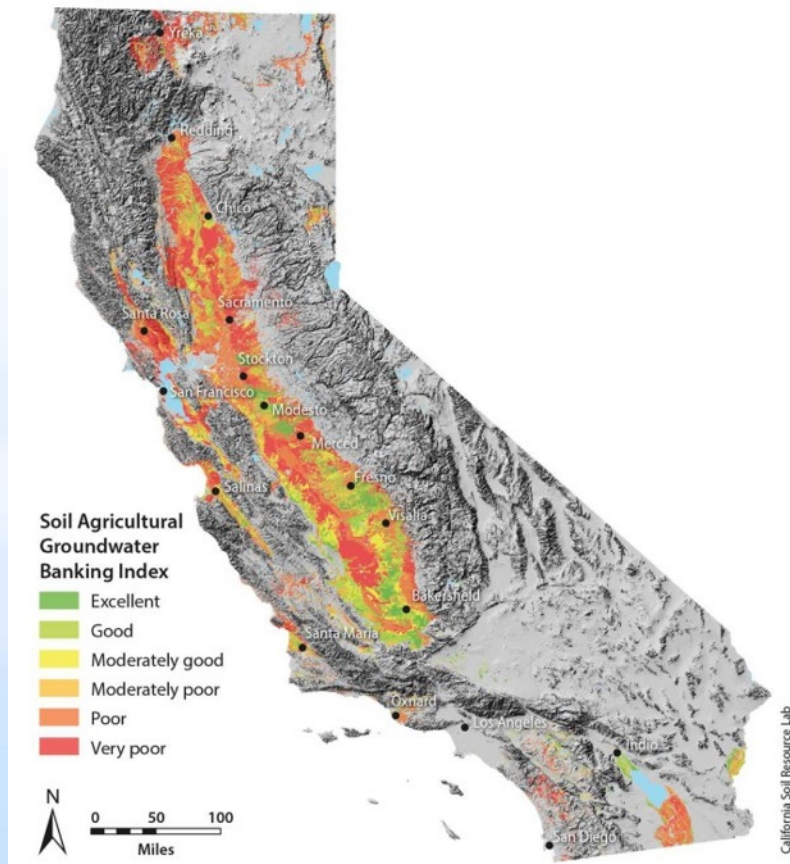 Yreka
Redding
Chico
Sacramento
Santa Rosa
Stockton
San Francisco
Modesto
Merced
Fresno
Salinas
Visalia
Soil Agricultural
Groundwater
Banking Index
Excellent
Good
Moderately good
Moderately poor
Poor
Very poor
Bakersfield
Santa Maria
Oxnard
Los Angeles
Indio
San Diego
N
0 50 100
Miles
California Soil Resource Lab